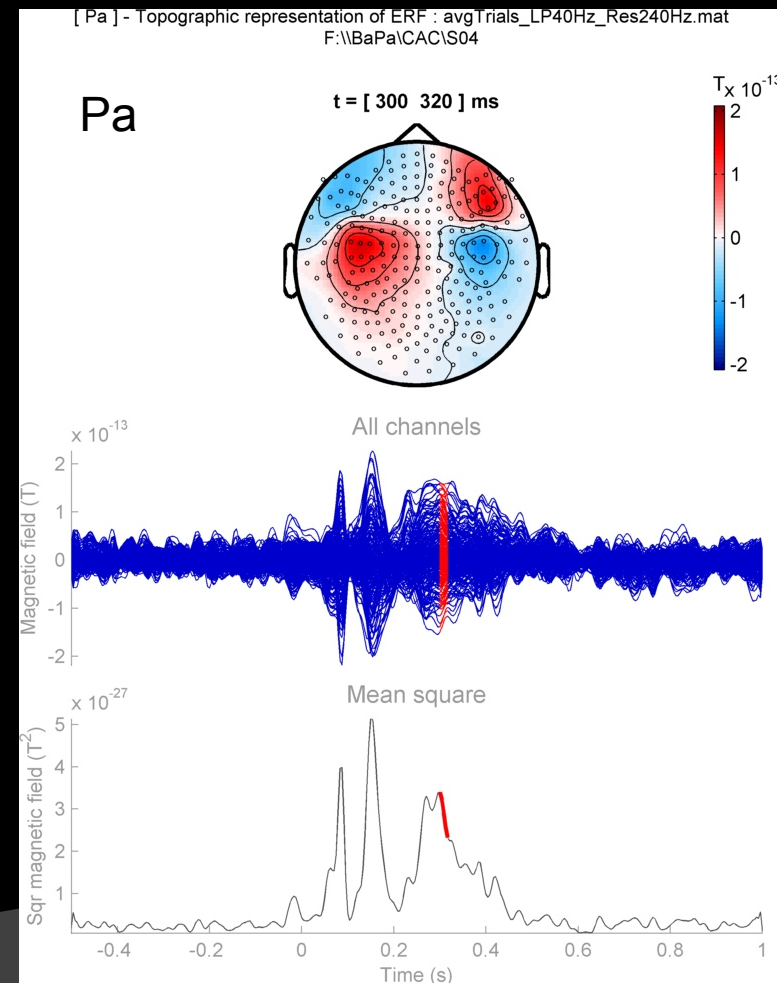 [ Pa ] - Topographic representation of ERF : avgTrials_LP40Hz_Res240Hz.mat
F:\\BaPa\CAC\S04
Pa
t = [ 300 320 ] ms
T x 10^-13
2
1
0
-1
-2
All channels
x 10^-13
Magnetic field (T)
2
1
0
-1
-2
Mean square
x 10^-27
Sqr magnetic field (T^2)
5
4
3
2
1
-0.4 -0.2 0 0.2 0.4 0.6 0.8 1
Time (s)